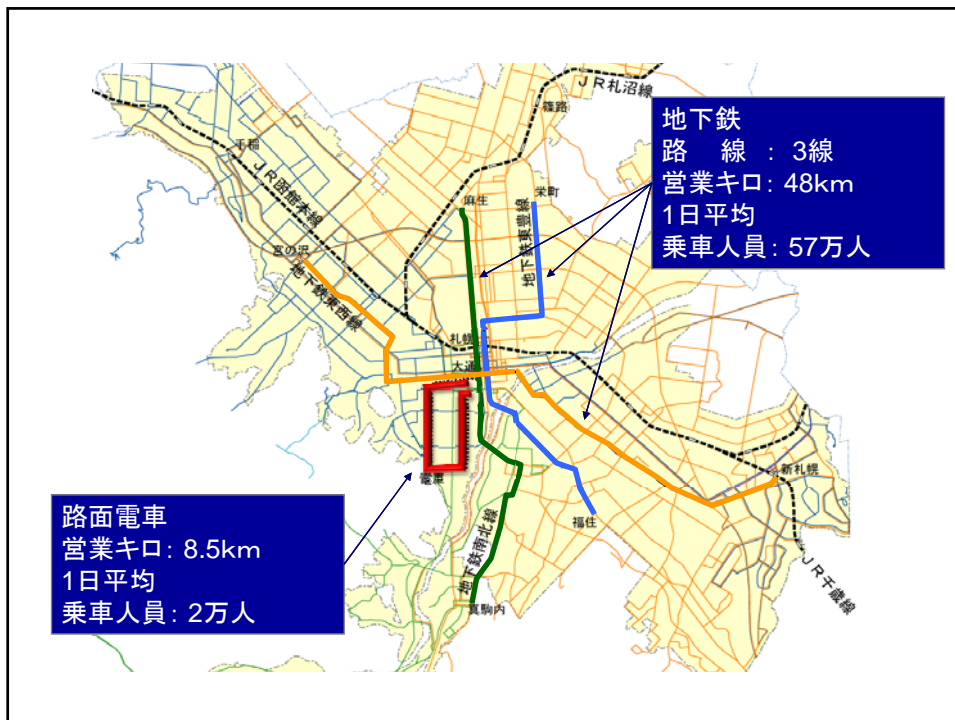 JR札沼線
篠路
地下鉄
路　線 ： 3線
営業キロ： 48km
1日平均
乗車人員： 57万人
手稲
JR函館本線
麻生
栄町
地下鉄東豊線
宮の沢
地下鉄東西線
札幌
大通
電車
新札幌
福住
地下鉄南北線
真駒内
JR千歳線
路面電車
営業キロ： 8.5km
1日平均
乗車人員： 2万人